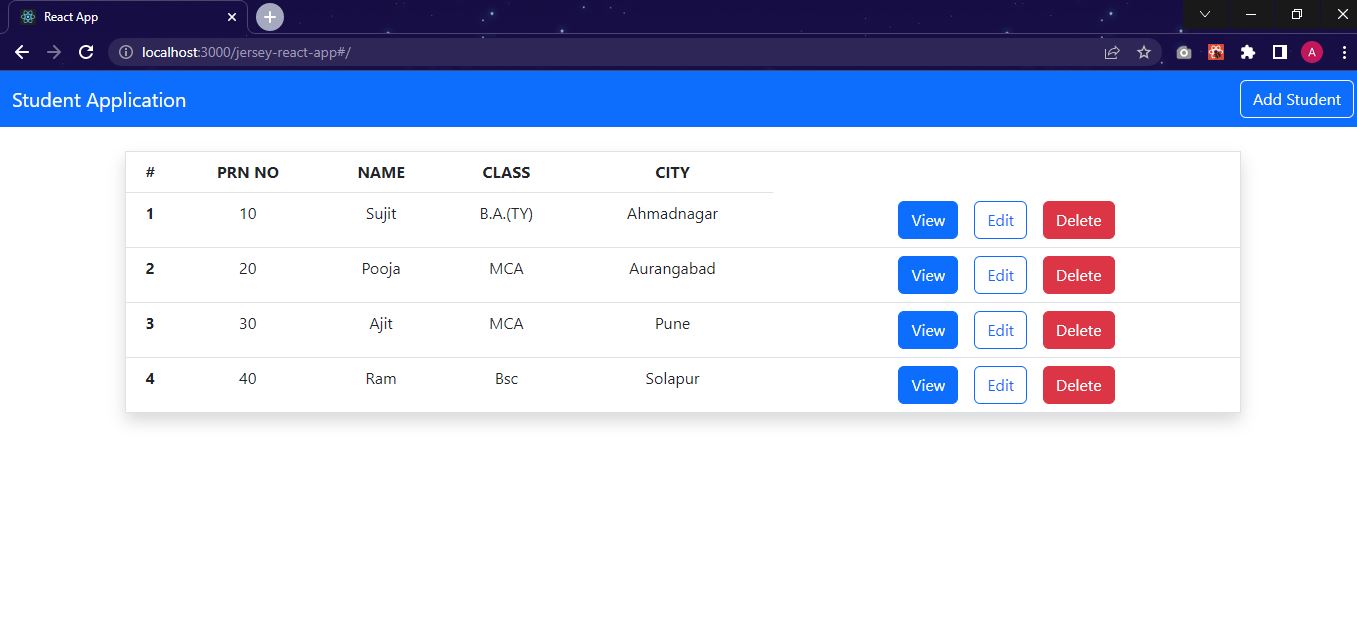 React App
localhost:3000/jersey-react-app#/
A
Student Application Add Student
# PRN NO NAME CLASS CITY
1 10 Sujit B.A.(TY) Ahmadnagar View Edit Delete
2 20 Pooja MCA Aurangabad View Edit Delete
3 30 Ajit MCA Pune View Edit Delete
4 40 Ram Bsc Solapur View Edit Delete